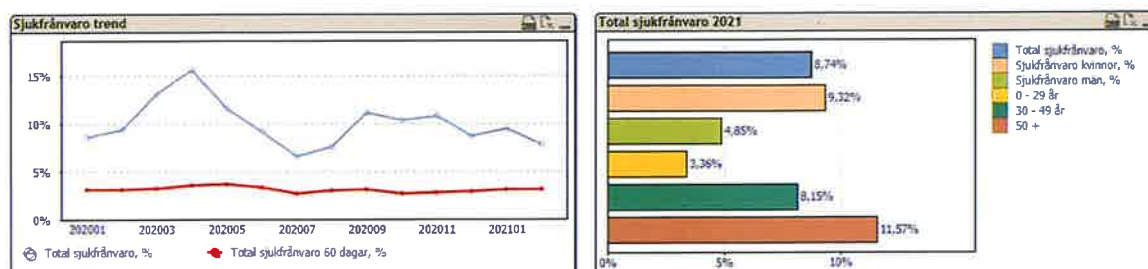 Sjukfrånvaro trend
15%
10%
5%
0%
202001 202003 202005 202007 202009 202011 202101
Total sjukfrånvaro, % Total sjukfrånvaro 60 dagar, %
Total sjukfrånvaro 2021
8,74%
9,32%
4,85%
3,36%
8,15%
11,57%
0% 5% 10%
Total sjukfrånvaro, %
Sjukfrånvaro kvinnor, %
Sjukfrånvaro män, %
0 - 29 år
30 - 49 år
50 +